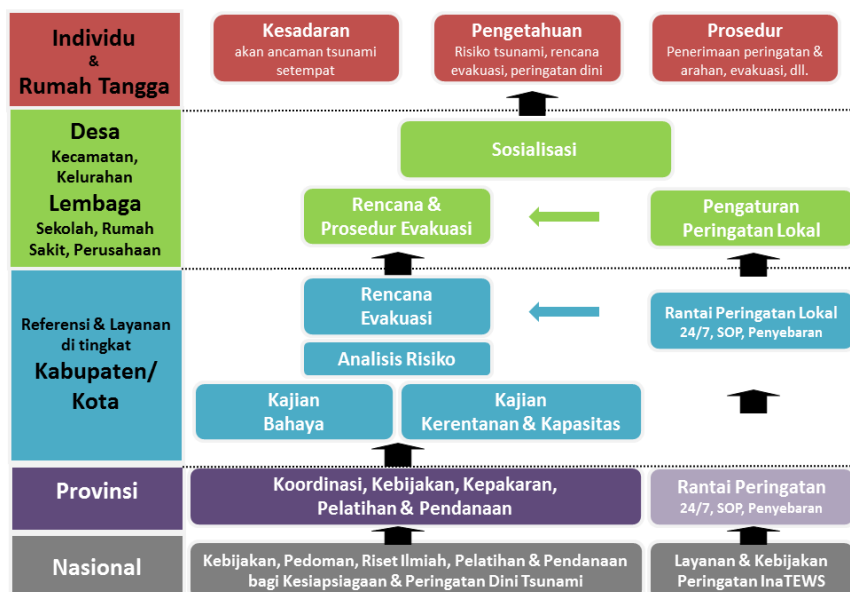 Individu
&
Rumah Tangga
Kesadaran
akan ancaman tsunami
setempat
Pengetahuan
Risiko tsunami, rencana
evakuasi, peringatan dini
Prosedur
Penerimaan peringatan &
arahan, evakuasi, dll.
Desa
Kecamatan,
Kelurahan
Lembaga
Sekolah, Rumah
Sakit, Perusahaan
Sosialisasi
Rencana &
Prosedur Evakuasi
Pengaturan
Peringatan Lokal
Referensi & Layanan
di tingkat
Kabupaten/
Kota
Rencana
Evakuasi
Rantai Peringatan Lokal
24/7, SOP, Penyebaran
Analisis Risiko
Kajian
Bahaya
Kajian
Kerentanan & Kapasitas
Provinsi
Koordinasi, Kebijakan, Kepakaran,
Pelatihan & Pendanaan
Rantai Peringatan
24/7, SOP, Penyebaran
Nasional
Kebijakan, Pedoman, Riset Ilmiah, Pelatihan & Pendanaan
bagi Kesiapsiagaan & Peringatan Dini Tsunami
Layanan & Kebijakan
Peringatan InaTEWS